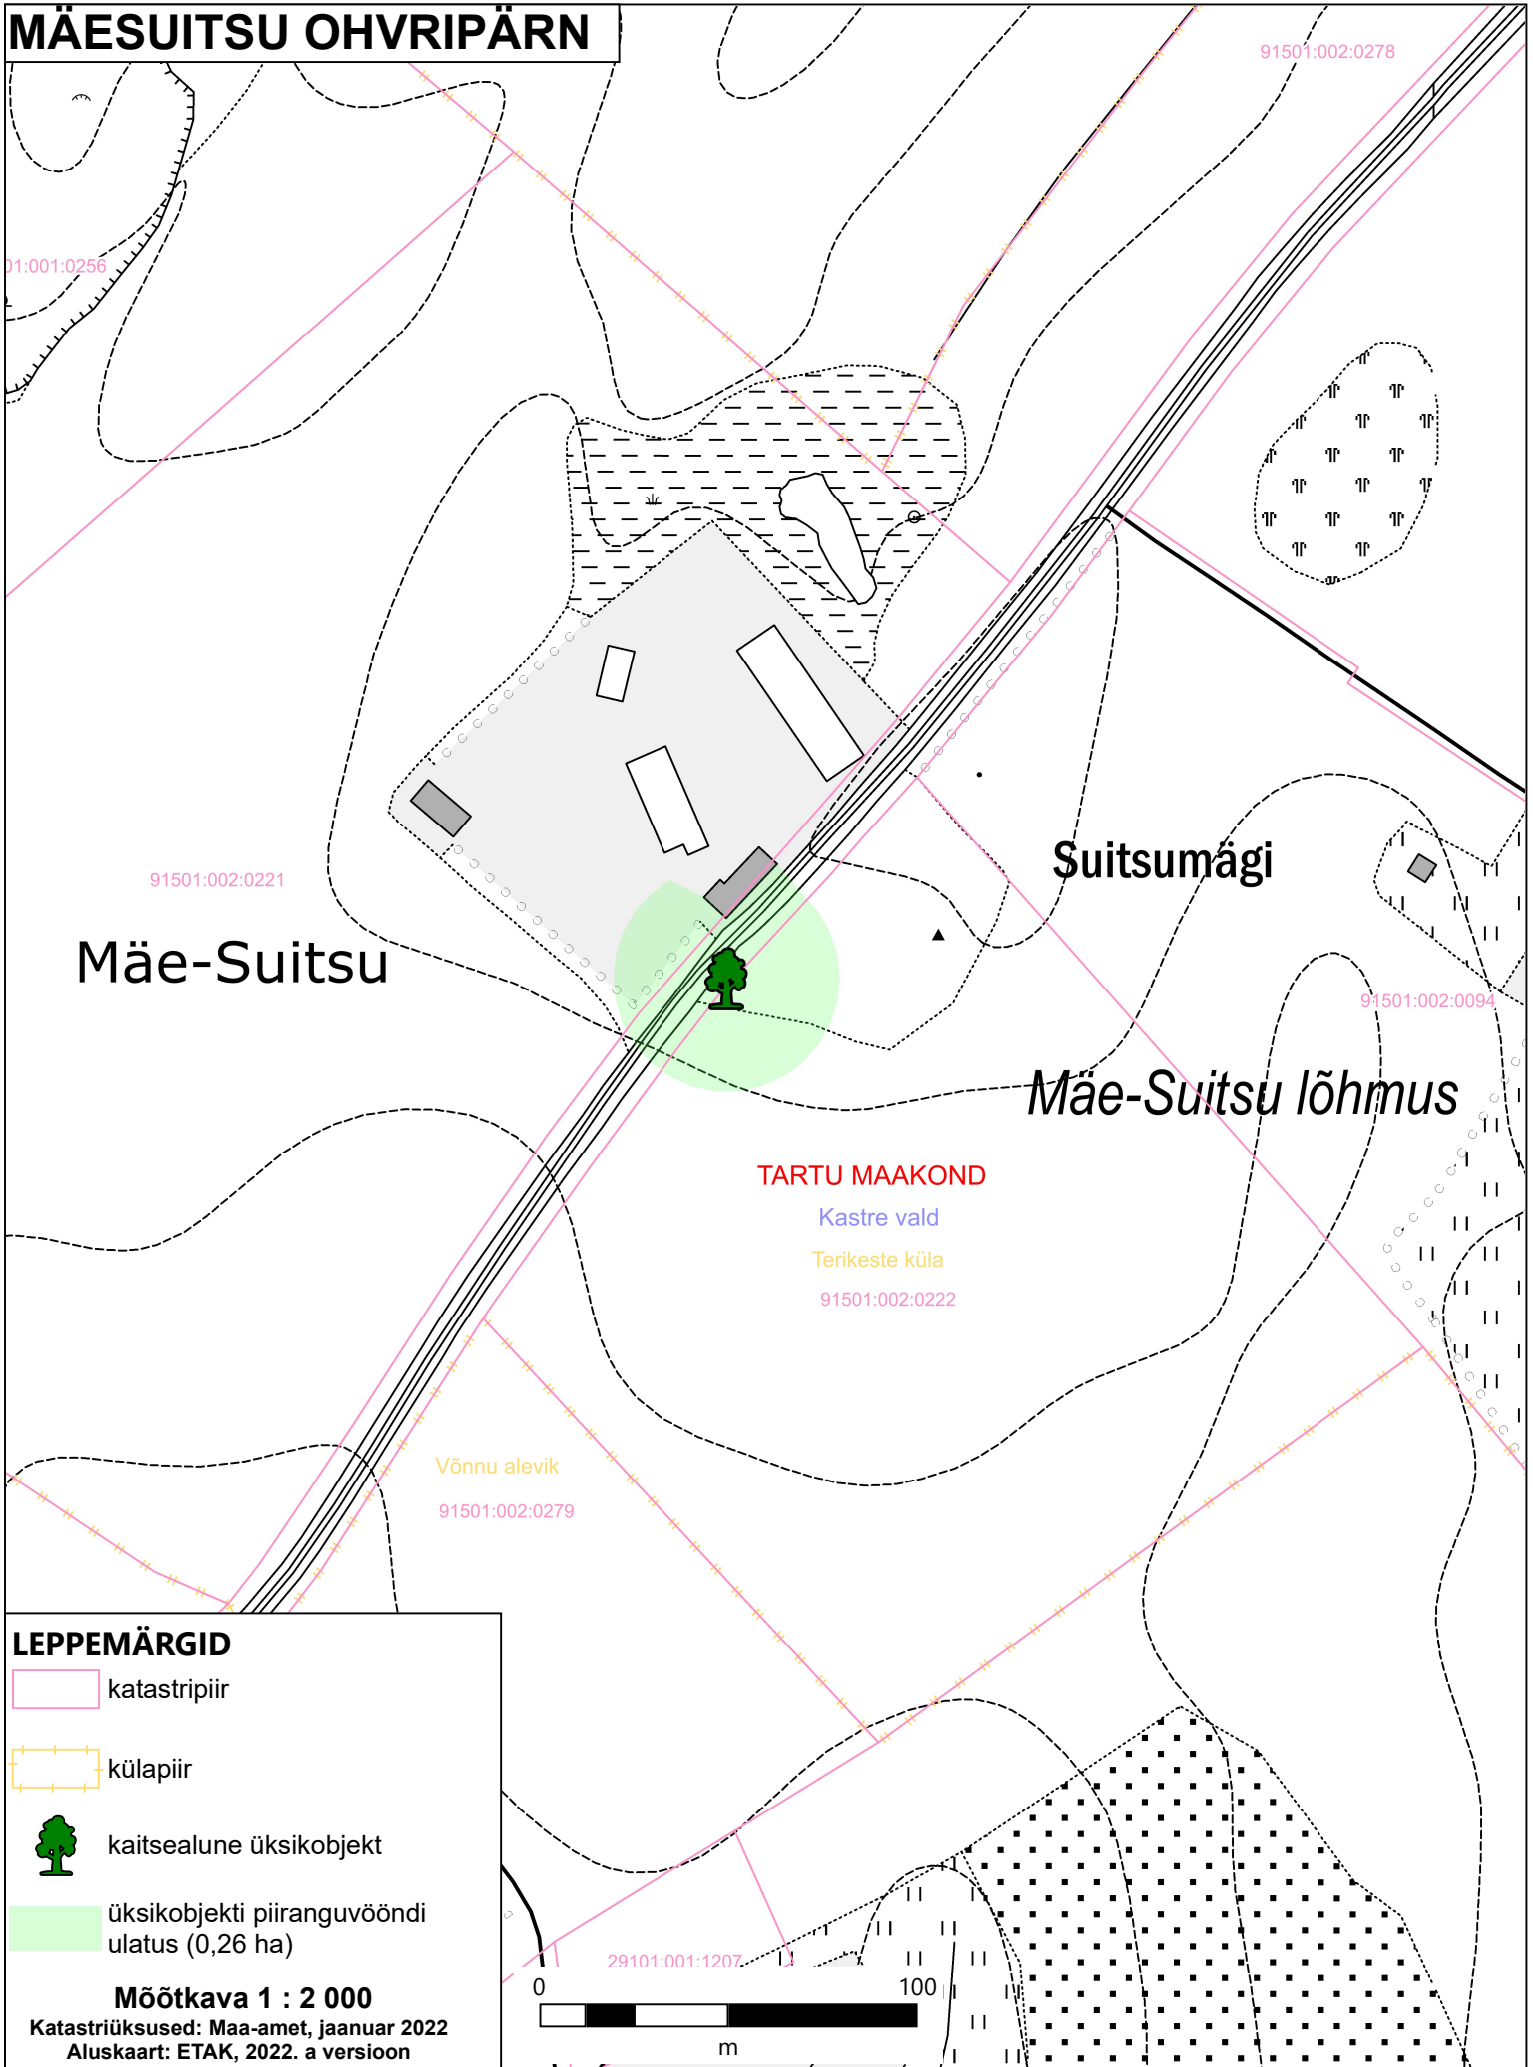 MÄESUITSU OHVRIPÄRN
91501:002:0278
01:001:0256
91501:002:0221
Suitsumägi
Mäe-Suitsu
91501:002:0094
Mäe-Suitsu lõhmus
TARTU MAAKOND
Kastre vald
Terikeste küla
91501:002:0222
Võnnu alevik
91501:002:0279
LEPPEMÄRGID
katastripiir
külapiir
kaitsealune üksikobjekt
üksikobjekti piiranguvööndi
ulatus (0,26 ha)
Mõõtkava 1 : 2 000
Katastriüksused: Maa-amet, jaanuar 2022
Aluskaart: ETAK, 2022. a versioon
29101:001:1207
0 100
m